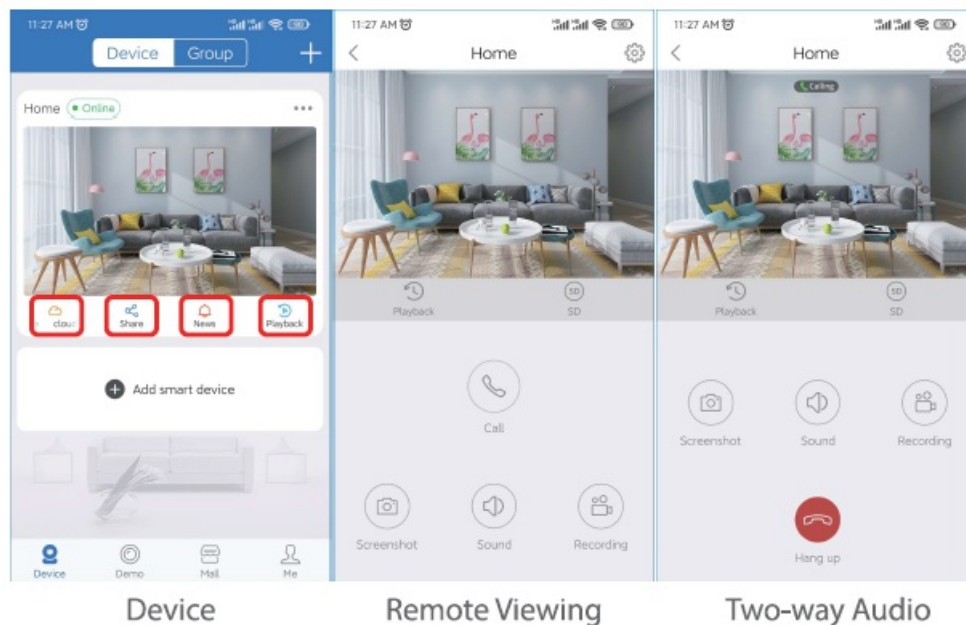 11:27 AM
Device Group
Home Online
cloud
Share
News
Playback
Add smart device
Device
Demo
Mall
Me
Device
11:27 AM
Home
Playback
SD
SD
Call
Screenshot
Sound
Recording
Remote Viewing
11:27 AM
Home
Calling
Playback
SD
SD
Screenshot
Sound
Recording
Hang up
Two-way Audio